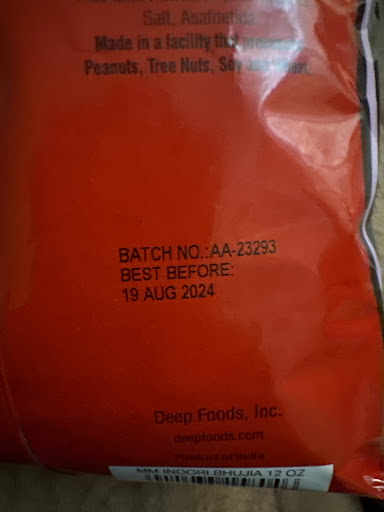 Salt, Asafoetida.
Made in a facility that processes
Peanuts, Tree Nuts, Soy and Wheat.
BATCH NO.:AA-23293
BEST BEFORE:
19 AUG 2024
Deep Foods, Inc.
deepfoods.com
Product of India
MM INDORI BHUJIA 12 OZ